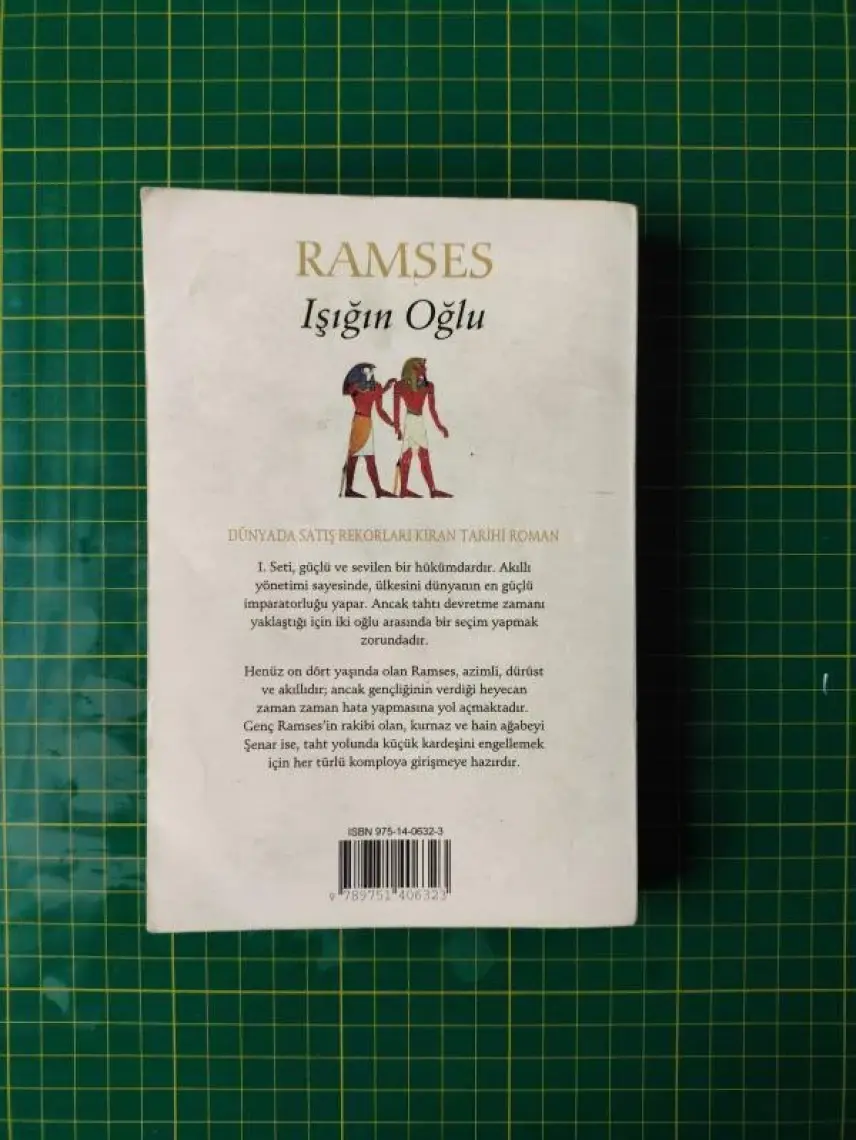 RAMSES
Işığın Oğlu
DÜNYADA SATIŞ REKORLARI KIRAN TARİHİ ROMAN
I. Seti, güçlü ve sevilen bir hükümdardır. Akıllı
yönetimi sayesinde, ülkesini dünyanın en güçlü
imparatorluğu yapar. Ancak tahtı devretme zamanı
yaklaştığı için iki oğlu arasında bir seçim yapmak
zorundadır.
Henüz on dört yaşında olan Ramses, azimli, dürüst
ve akıllıdır; ancak gençliğinin verdiği heyecan
zaman zaman hata yapmasına yol açmaktadır.
Genç Ramses'in rakibi olan, kurnaz ve hain ağabeyi
Şenar ise, taht yolunda küçük kardeşini engellemek
için her türlü komploya girişmeye hazırdır.
ISBN 975-14-0632-3
9 789751 406323